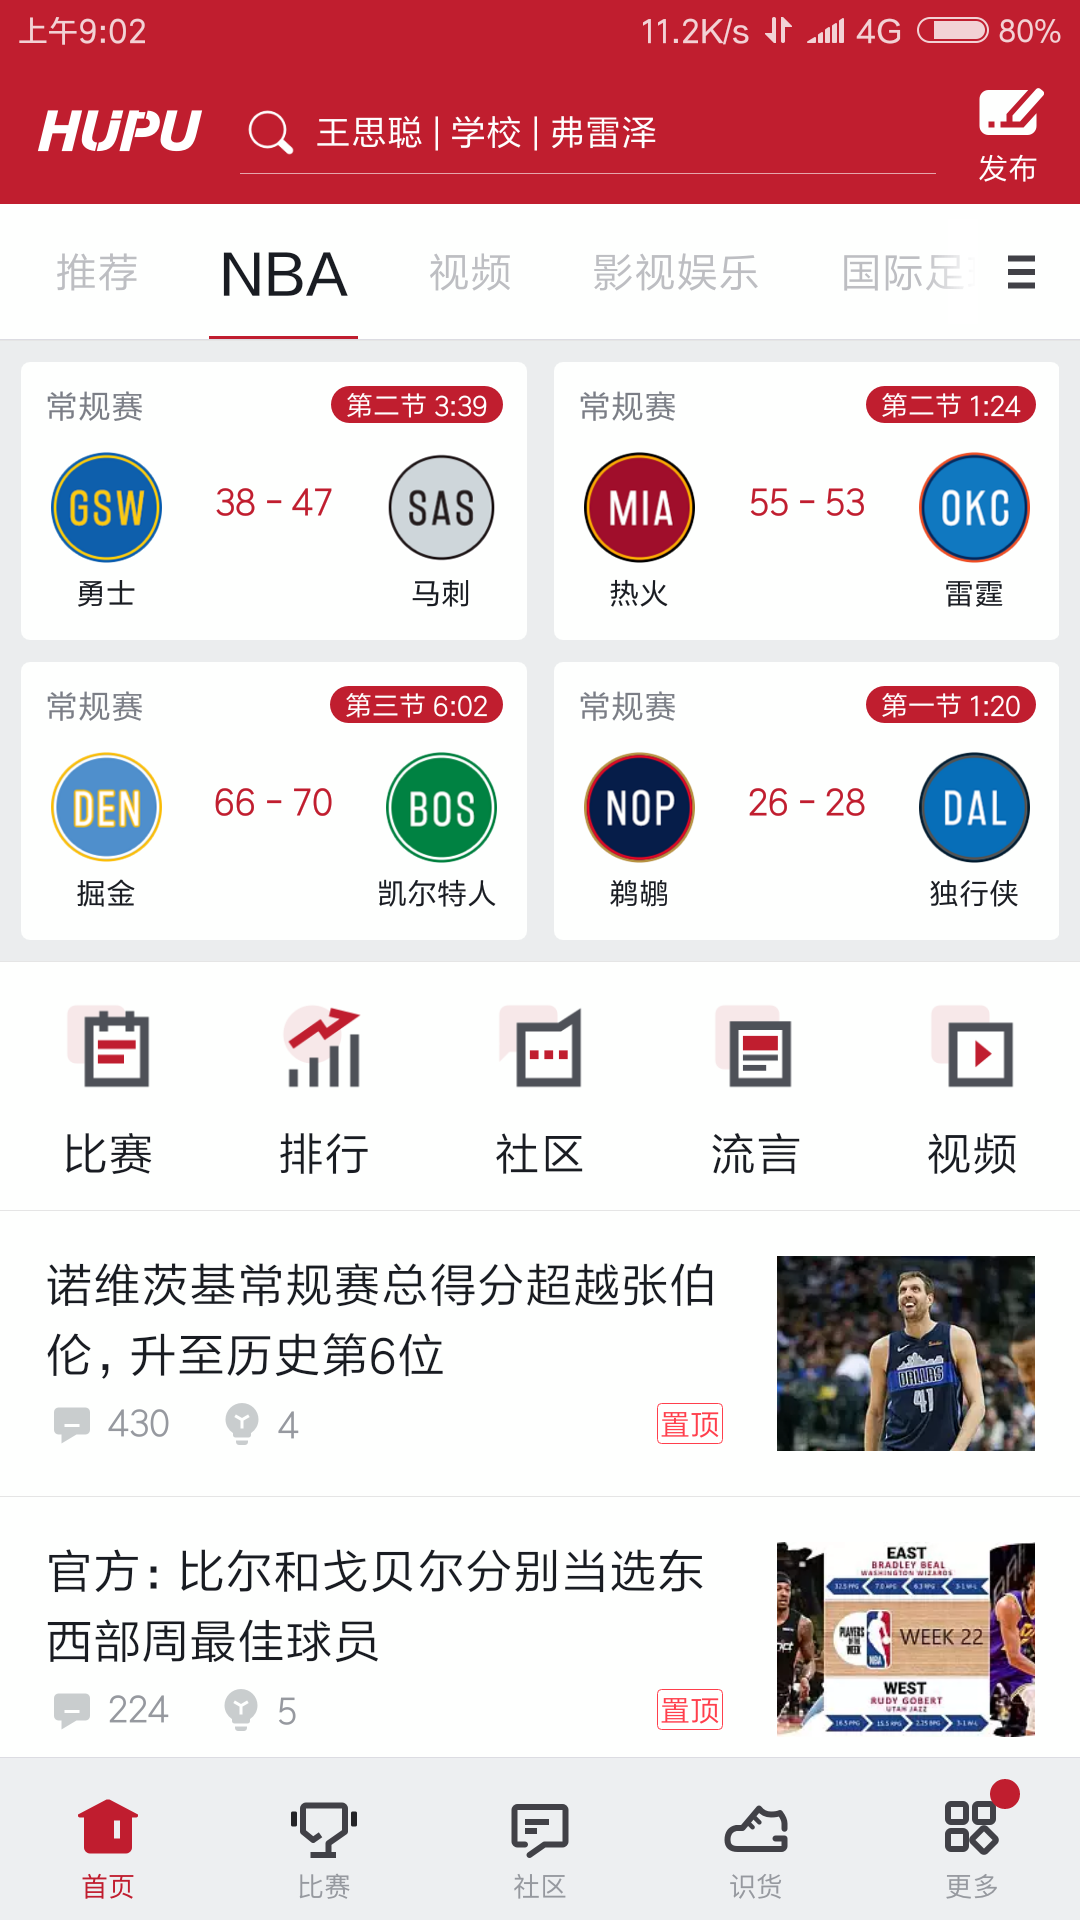 上午9:02 11.2K/s 4G 80%
HUPU 王思聪 | 学校 | 弗雷泽 发布
推荐 NBA 视频 影视娱乐 国际足
常规赛 第二节 3:39
GSW 38 - 47 SAS
勇士 马刺
常规赛 第二节 1:24
MIA 55 - 53 OKC
热火 雷霆
常规赛 第三节 6:02
DEN 66 - 70 BOS
掘金 凯尔特人
常规赛 第一节 1:20
NOP 26 - 28 DAL
鹈鹕 独行侠
比赛 排行 社区 流言 视频
诺维茨基常规赛总得分超越张伯
伦，升至历史第6位
430 4 置顶
DALLAS
41
官方：比尔和戈贝尔分别当选东
西部周最佳球员
224 5 置顶
EAST
BRADLEY BEAL
WASHINGTON WIZARDS
PLAYERS
OF THE
WEEK
NBA
WEEK 22
WEST
RUDY GOBERT
UTAH JAZZ
首页 比赛 社区 识货 更多